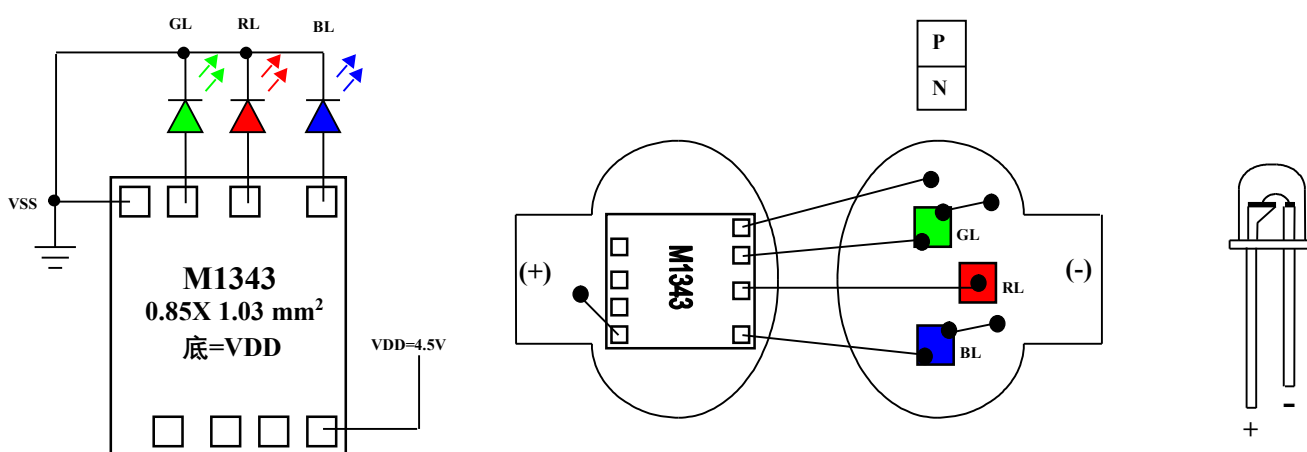 GL RL BL
VSS
M1343
0.85X 1.03 mm²
底=VDD
VDD=4.5V
P
N
(+)
M1343
GL
RL
BL
(-)
+
-